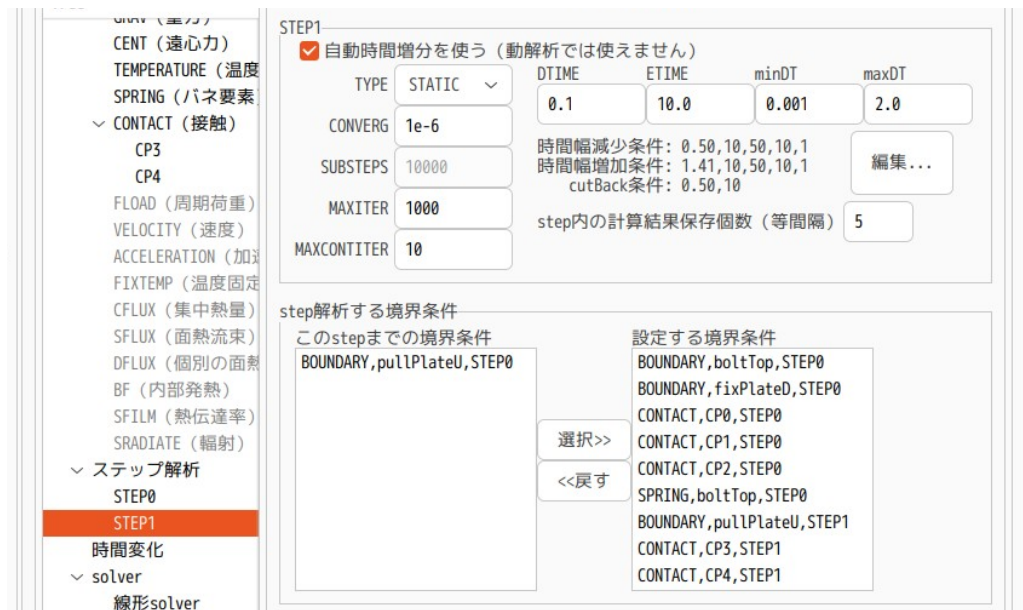 GRAV（重力）
CENT（遠心力）
TEMPERATURE（温度
SPRING（バネ要素
CONTACT（接触）
CP3
CP4
FLOAD（周期荷重）
VELOCITY（速度）
ACCELERATION（加速
FIXTEMP（温度固定
CFLUX（集中熱量）
SFLUX（面熱流束）
DFLUX（個別の面熱
BF（内部発熱）
SFILM（熱伝達率）
SRADIATE（輻射）
ステップ解析
STEP0
STEP1
時間変化
solver
線形solver
STEP1
自動時間増分を使う（動解析では使えません）
TYPE STATIC
CONVERG 1e-6
SUBSTEPS 10000
MAXITER 1000
MAXCONTITER 10
DTIME ETIME minDT maxDT
0.1 10.0 0.001 2.0
時間幅減少条件: 0.50,10,50,10,1
時間幅増加条件: 1.41,10,50,10,1
cutBack条件: 0.50,10
編集...
step内の計算結果保存個数（等間隔） 5
step解析する境界条件
このstepまでの境界条件
BOUNDARY,pullPlateU,STEP0
選択>>
<<戻す
設定する境界条件
BOUNDARY,boltTop,STEP0
BOUNDARY,fixPlateD,STEP0
CONTACT,CP0,STEP0
CONTACT,CP1,STEP0
CONTACT,CP2,STEP0
SPRING,boltTop,STEP0
BOUNDARY,pullPlateU,STEP1
CONTACT,CP3,STEP1
CONTACT,CP4,STEP1